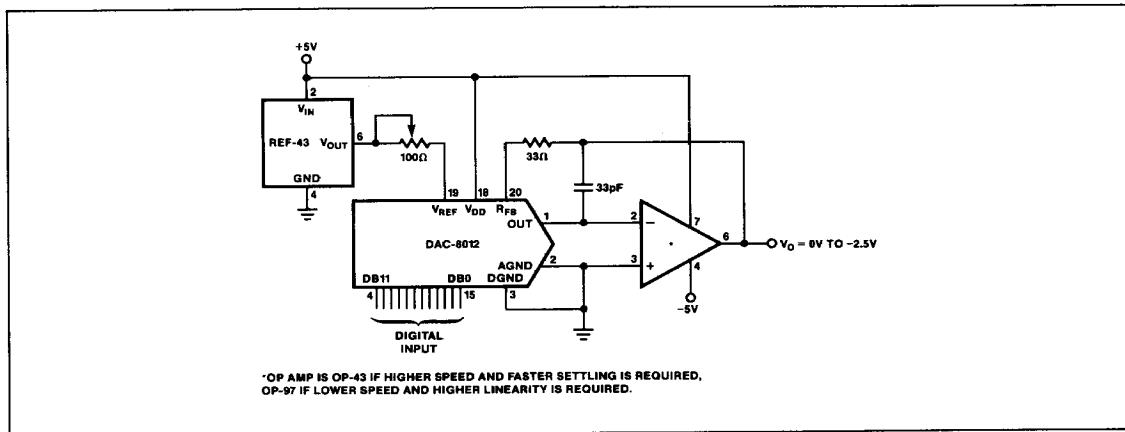 +5V
2
VIN
REF-43
VOUT
6
GND
4
100Ω
33Ω
33pF
19
18
20
VREF
VDD
RFB
OUT
1
DAC-8012
AGND
2
DB11
DB0
DGND
4
15
3
DIGITAL
INPUT
2
−
7
*
6
3
+
4
−5V
VO = 0V TO −2.5V
*OP AMP IS OP-43 IF HIGHER SPEED AND FASTER SETTLING IS REQUIRED,
OP-97 IF LOWER SPEED AND HIGHER LINEARITY IS REQUIRED.